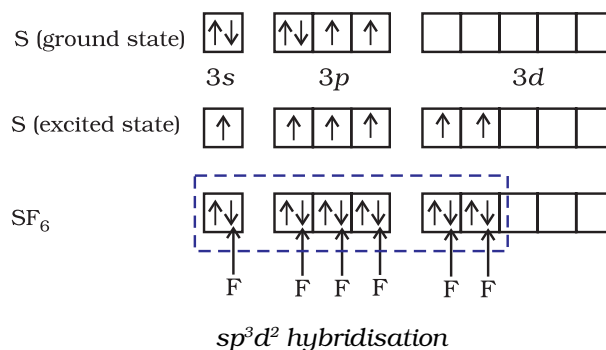 S (ground state)
3s 3p 3d
S (excited state)
SF₆
F F F F F F
sp³d² hybridisation